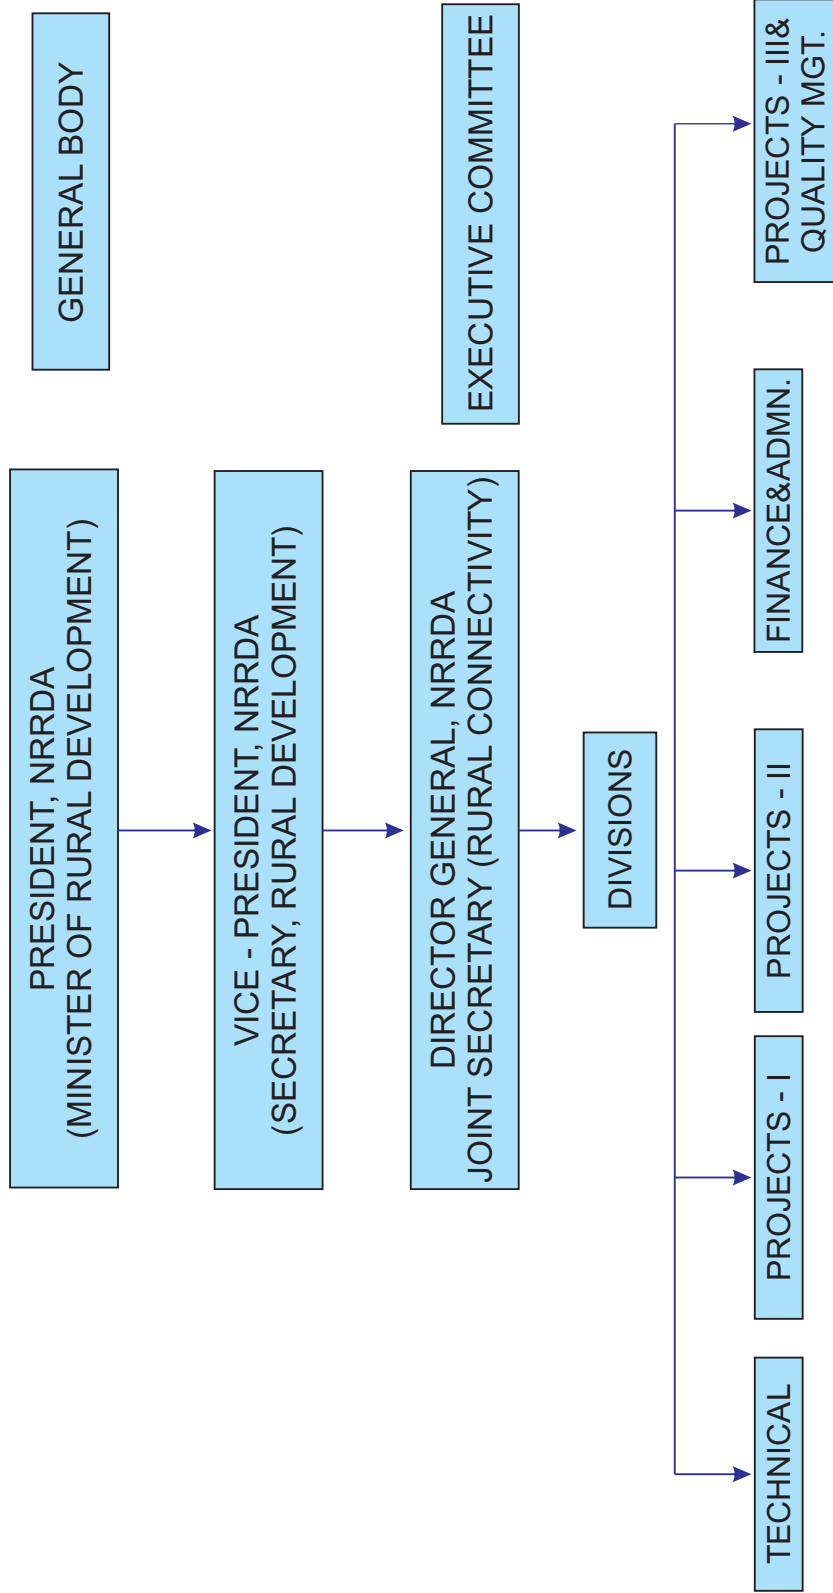 PRESIDENT, NRRDA
(MINISTER OF RURAL DEVELOPMENT)
GENERAL BODY
VICE - PRESIDENT, NRRDA
(SECRETARY, RURAL DEVELOPMENT)
DIRECTOR GENERAL, NRRDA
JOINT SECRETARY (RURAL CONNECTIVITY)
EXECUTIVE COMMITTEE
DIVISIONS
TECHNICAL
PROJECTS - I
PROJECTS - II
FINANCE&ADMN.
PROJECTS - III&
QUALITY MGT.